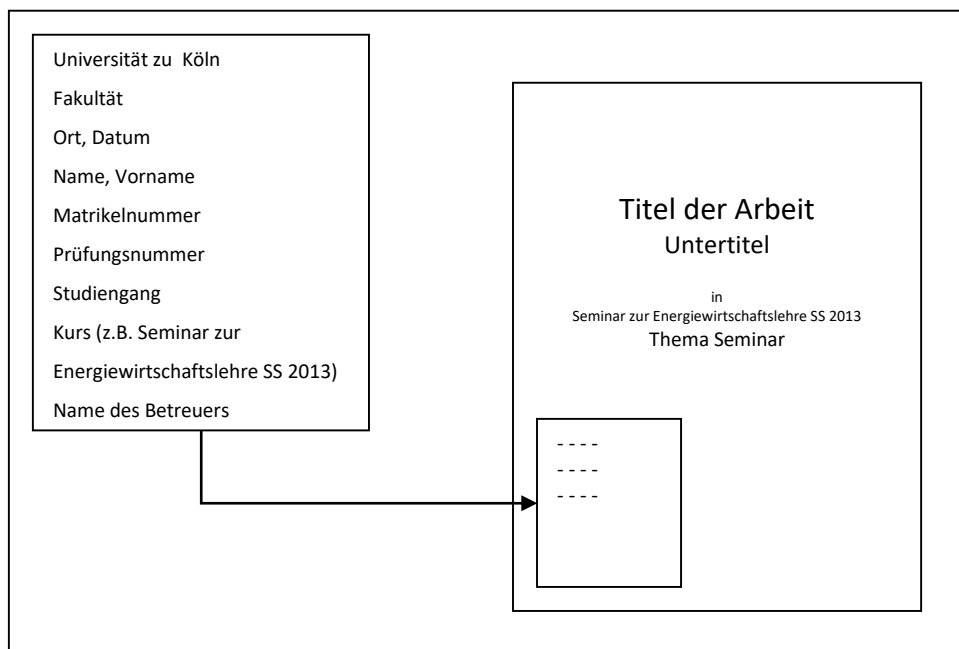 Universität zu  Köln
Fakultät
Ort, Datum
Name, Vorname
Matrikelnummer
Prüfungsnummer
Studiengang
Kurs (z.B. Seminar zur
Energiewirtschaftslehre SS 2013)
Name des Betreuers
Titel der Arbeit
Untertitel
in
Seminar zur Energiewirtschaftslehre SS 2013
Thema Seminar
- - - -
- - - -
- - - -